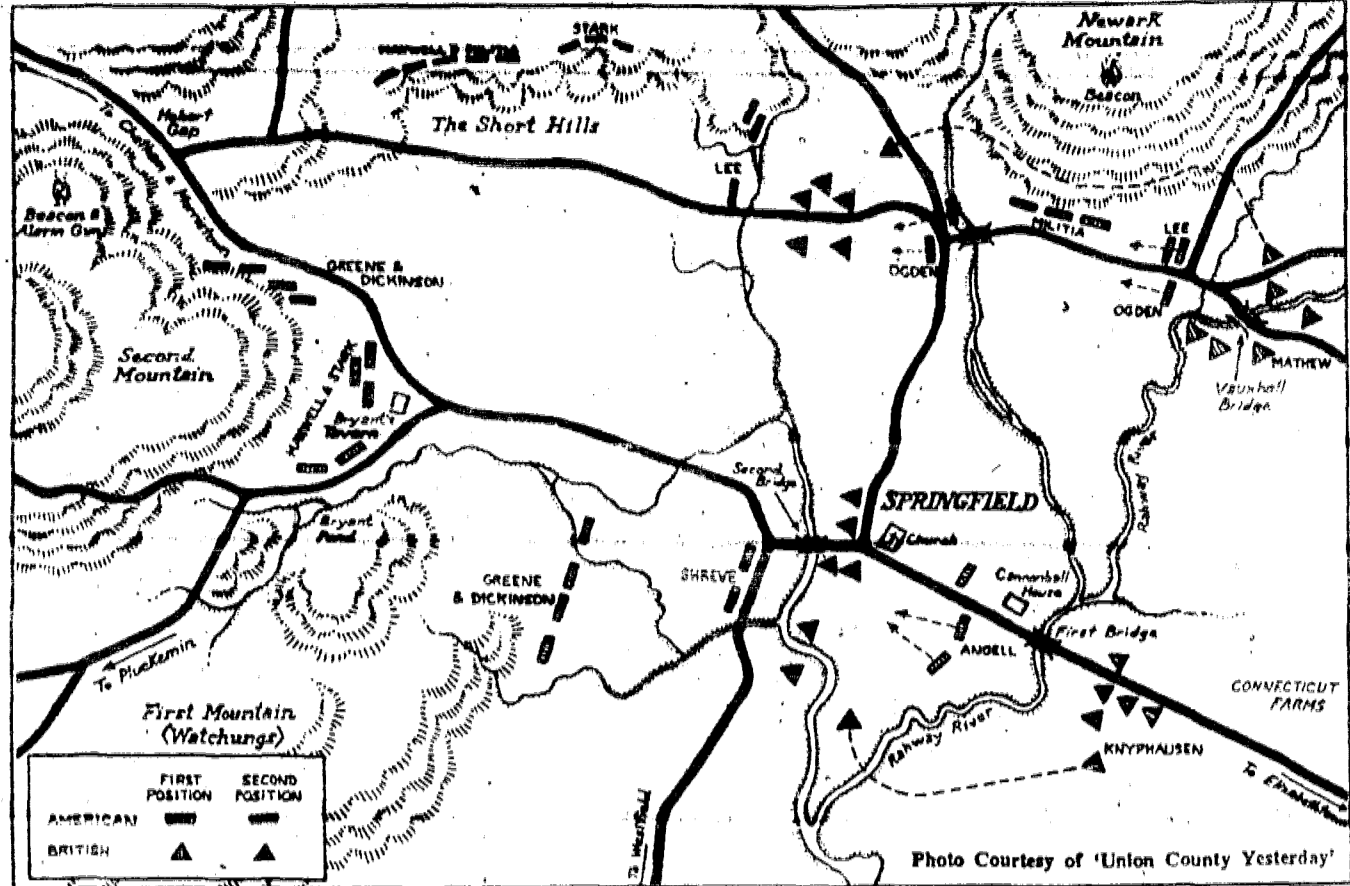 STARK
MAXWELL & MILITIA
Newark
Mountain
Beacon
To Chatham & Morristown
Hobart
Gap
The Short Hills
LEE
MILITIA
LEE
OGDEN
OGDEN
Beacon &
Alarm Gun
GREENE &
DICKINSON
MATHEW
Vauxhall
Bridge
Second
Mountain
MAXWELL & STARK
Bryant's
Tavern
Rahway River
Second
Bridge
SPRINGFIELD
Church
Bryant
Pond
GREENE
& DICKINSON
SHREVE
Cannonball
House
First Bridge
ANGELL
To Pluckemin
CONNECTICUT
FARMS
First Mountain
(Watchungs)
Rahway River
KNYPHAUSEN
To Elizabethtown
To Westfield
FIRST
POSITION
SECOND
POSITION
AMERICAN
BRITISH
Photo Courtesy of 'Union County Yesterday'